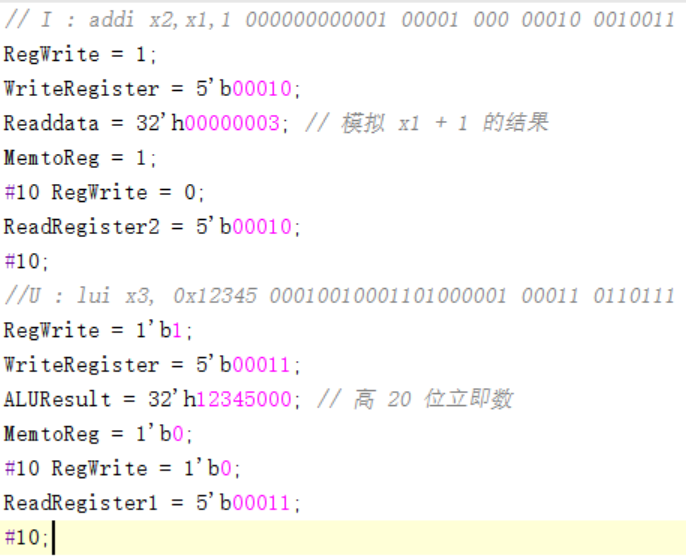 // I : addi x2,x1,1 000000000001 00001 000 00010 0010011
RegWrite = 1;
WriteRegister = 5'b00010;
Readdata = 32'h00000003; // 模拟 x1 + 1 的结果
MemtoReg = 1;
#10 RegWrite = 0;
ReadRegister2 = 5'b00010;
#10;
//U : lui x3, 0x12345 00010010001101000001 00011 0110111
RegWrite = 1'b1;
WriteRegister = 5'b00011;
ALUResult = 32'h12345000; // 高 20 位立即数
MemtoReg = 1'b0;
#10 RegWrite = 1'b0;
ReadRegister1 = 5'b00011;
#10;